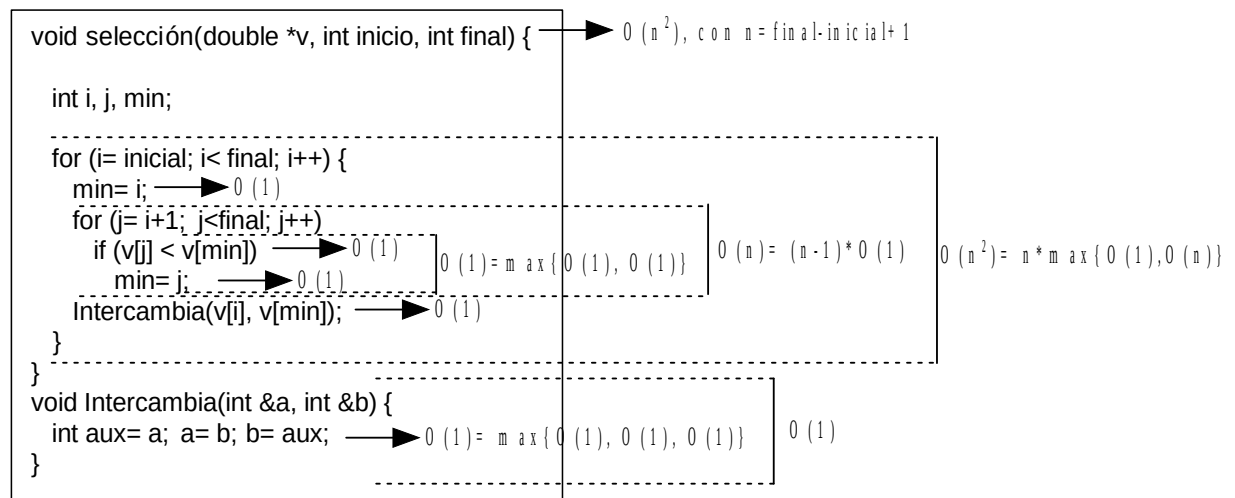 void selección(double *v, int inicio, int final) { O (n²), con n=final-inicial+1
int i, j, min;
for (i= inicial; i< final; i++) {
min= i; O (1)
for (j= i+1; j<final; j++)
if (v[j] < v[min]) O (1)
O (1)=max{O (1), O (1)} O (n)= (n-1)*O (1) O (n²)= n*max{O (1),O (n)}
min= j; O (1)
Intercambia(v[i], v[min]); O (1)
}
}
void Intercambia(int &a, int &b) {
int aux= a; a= b; b= aux; O (1)= max{O (1), O (1), O (1)} O (1)
}